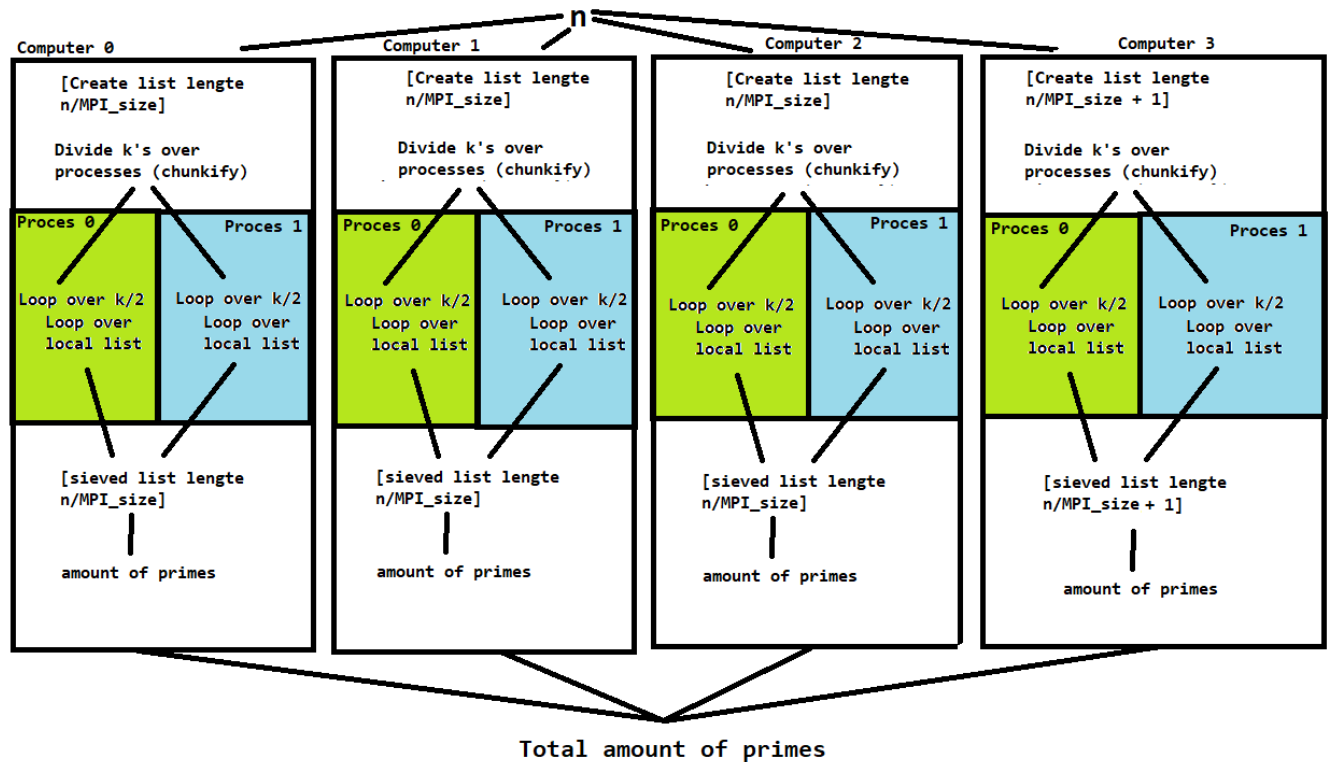 n
Computer 0
[Create list lengte
n/MPI_size]
Divide k's over
processes (chunkify)
Proces 0
Proces 1
Loop over k/2
Loop over
local list
Loop over k/2
Loop over
local list
[sieved list lengte
n/MPI_size]
amount of primes
Computer 1
[Create list lengte
n/MPI_size]
Divide k's over
processes (chunkify)
Proces 0
Proces 1
Loop over k/2
Loop over
local list
Loop over k/2
Loop over
local list
[sieved list lengte
n/MPI_size]
amount of primes
Computer 2
[Create list lengte
n/MPI_size]
Divide k's over
processes (chunkify)
Proces 0
Proces 1
Loop over k/2
Loop over
local list
Loop over k/2
Loop over
local list
[sieved list lengte
n/MPI_size]
amount of primes
Computer 3
[Create list lengte
n/MPI_size + 1]
Divide k's over
processes (chunkify)
Proces 0
Proces 1
Loop over k/2
Loop over
local list
Loop over k/2
Loop over
local list
[sieved list lengte
n/MPI_size + 1]
amount of primes
Total amount of primes